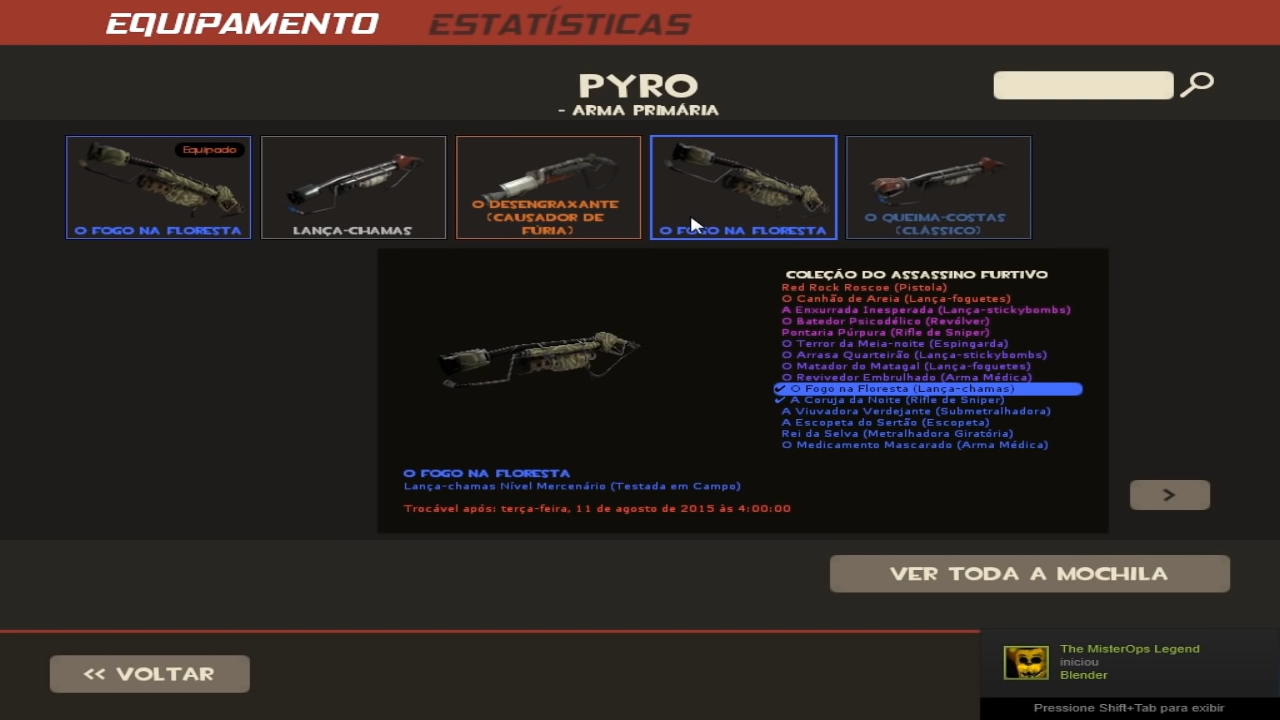 EQUIPAMENTO ESTATÍSTICAS
PYRO
- ARMA PRIMÁRIA
Equipado
O FOGO NA FLORESTA
LANÇA-CHAMAS
O DESENGRAXANTE
(CAUSADOR DE
FÚRIA)
O FOGO NA FLORESTA
O QUEIMA-COSTAS
(CLÁSSICO)
COLEÇÃO DO ASSASSINO FURTIVO
Red Rock Roscoe (Pistola)
O Canhão de Areia (Lança-foguetes)
A Enxurrada Inesperada (Lança-stickybombs)
O Batedor Psicodélico (Revólver)
Pontaria Púrpura (Rifle de Sniper)
O Terror da Meia-noite (Espingarda)
O Arrasa Quarteirão (Lança-stickybombs)
O Matador do Matagal (Lança-foguetes)
O Revivedor Embrulhado (Arma Médica)
✓ O Fogo na Floresta (Lança-chamas)
✓ A Coruja da Noite (Rifle de Sniper)
A Viuvadora Verdejante (Submetralhadora)
A Escopeta do Sertão (Escopeta)
Rei da Selva (Metralhadora Giratória)
O Medicamento Mascarado (Arma Médica)
O FOGO NA FLORESTA
Lança-chamas Nível Mercenário (Testada em Campo)
Trocável após: terça-feira, 11 de agosto de 2015 às 4:00:00
>
VER TODA A MOCHILA
<< VOLTAR
The MisterOps Legend
iniciou
Blender
Pressione Shift+Tab para exibir